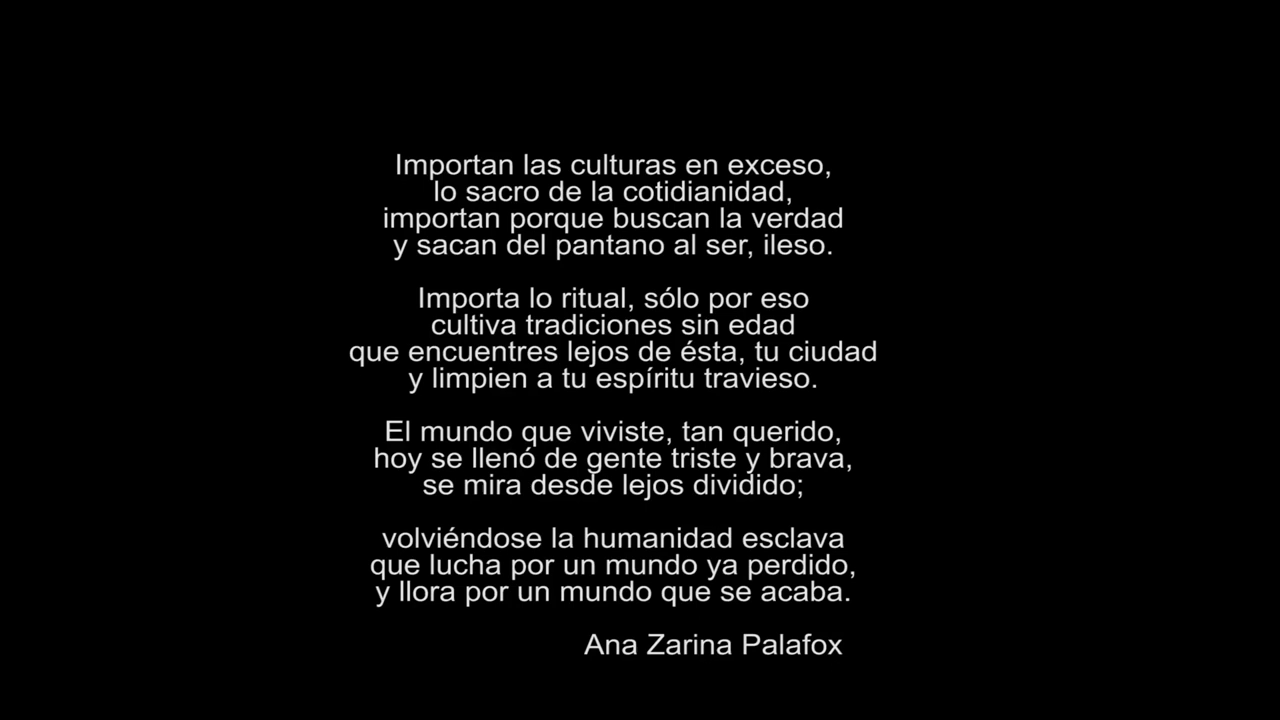 Importan las culturas en exceso,
lo sacro de la cotidianidad,
importan porque buscan la verdad
y sacan del pantano al ser, ileso.
Importa lo ritual, sólo por eso
cultiva tradiciones sin edad
que encuentres lejos de ésta, tu ciudad
y limpien a tu espíritu travieso.
El mundo que viviste, tan querido,
hoy se llenó de gente triste y brava,
se mira desde lejos dividido;
volviéndose la humanidad esclava
que lucha por un mundo ya perdido,
y llora por un mundo que se acaba.
Ana Zarina Palafox